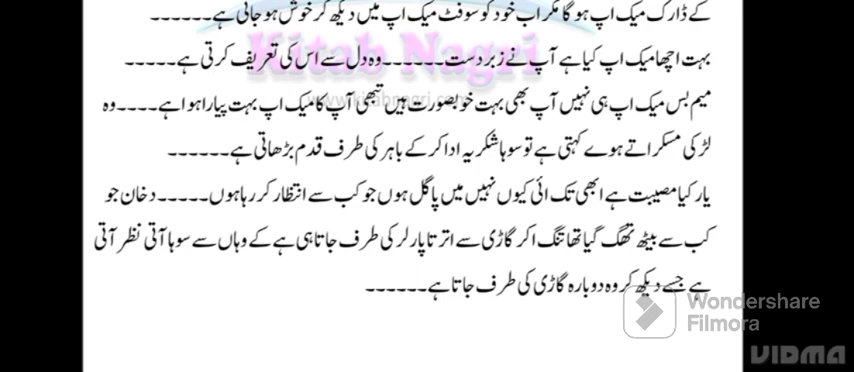 کے ڈارک میک اپ ہو گا مگر اب خود کو سوفٹ میک اپ میں دیکھ کر خوش ہو جاتی ہے۔۔۔۔۔۔
Kitab Nagri
بہت اچھا میک اپ کیا ہے آپ نے زبردست۔۔۔۔۔۔وہ دل سے اس کی تعریف کرتی ہے۔۔۔۔۔
میم بس میک اپ ہی نہیں آپ بھی بہت خوبصورت ہیں تبھی آپ کا میک اپ بہت پیارا ہوا ہے۔۔۔۔وہ
لڑکی مسکراتے ہوے کہتی ہے تو سوہا شکریہ ادا کر کے باہر کی طرف قدم بڑھاتی ہے۔۔۔۔۔۔
یار کیا مصیبت ہے ابھی تک ائی کیوں نہیں میں پاگل ہوں جو کب سے انتظار کر رہا ہوں۔۔۔۔۔دخان جو
کب سے بیٹھ تھگ گیا تھا تنگ اکر گاڑی سے اترتا پارلر کی طرف جاتا ہی ہے کے وہاں سے سوہا آتی نظر آتی
ہے جسے دیکھ کر وہ دوبارہ گاڑی کی طرف جاتا ہے۔۔۔۔۔۔
Wondershare
Filmora
VIDMA